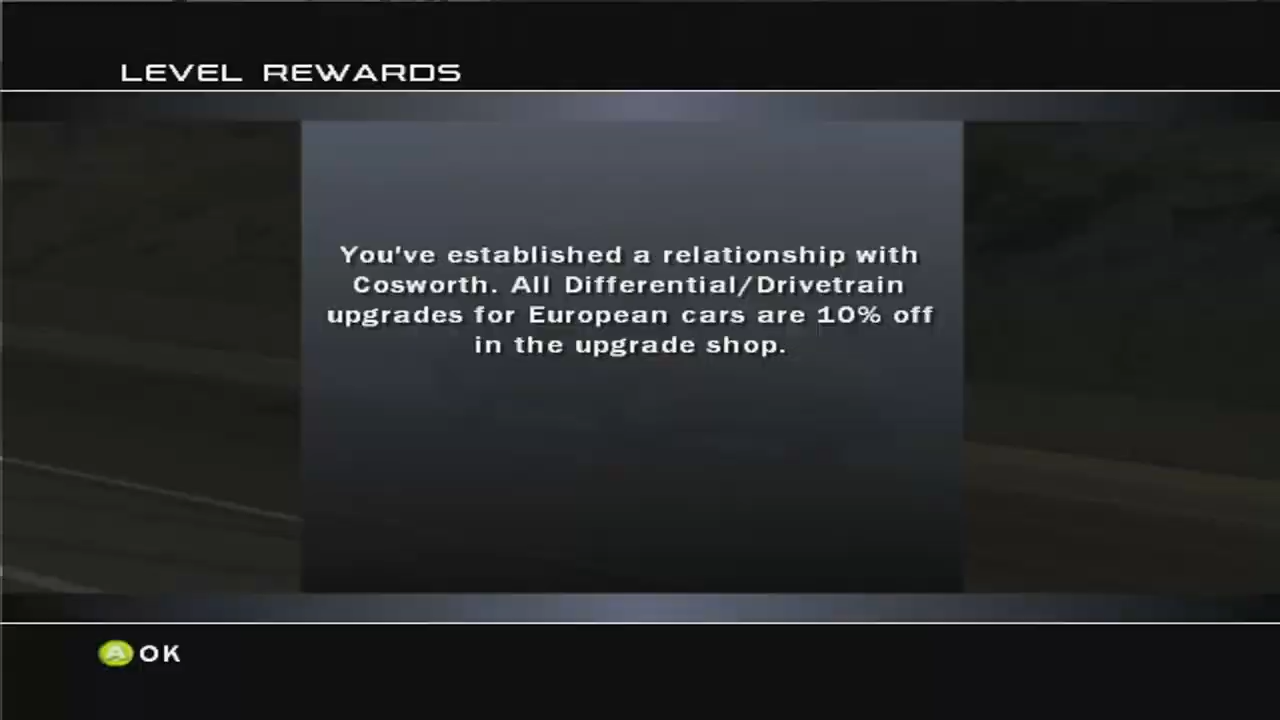 LEVEL REWARDS
You've established a relationship with
Cosworth. All Differential/Drivetrain
upgrades for European cars are 10% off
in the upgrade shop.
A OK